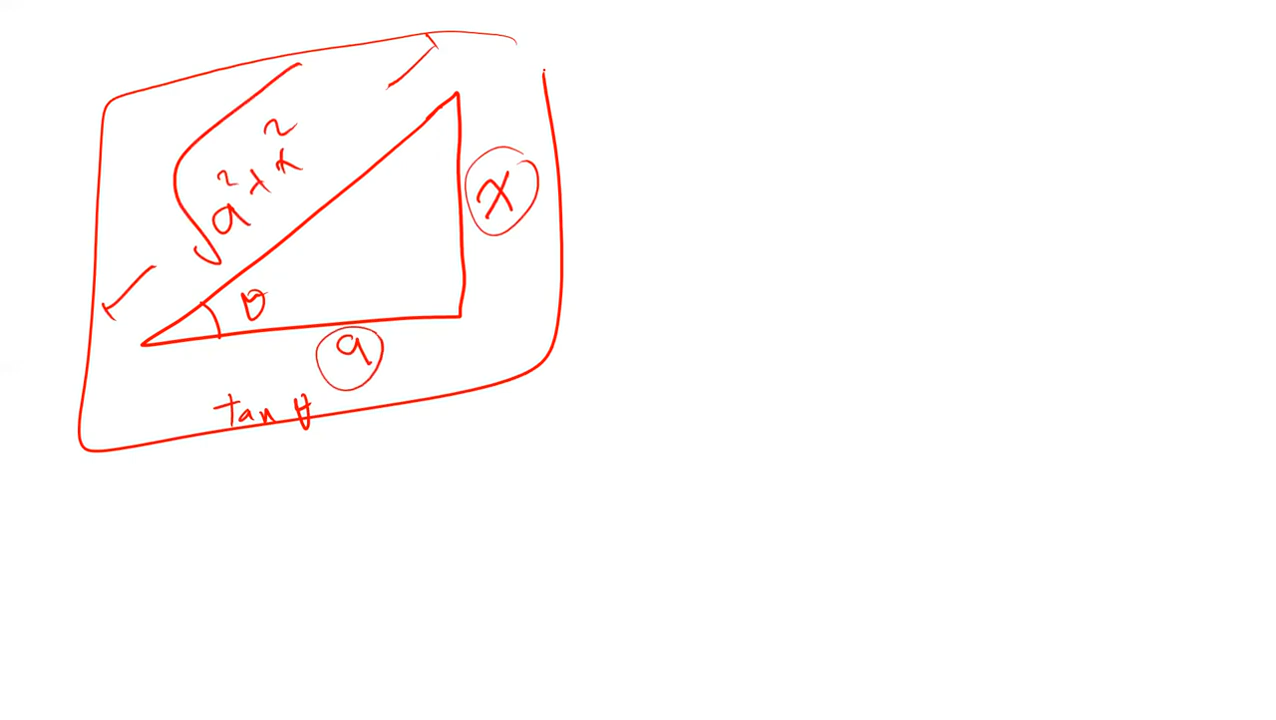 √a² + x²
x
θ
a
tan θ